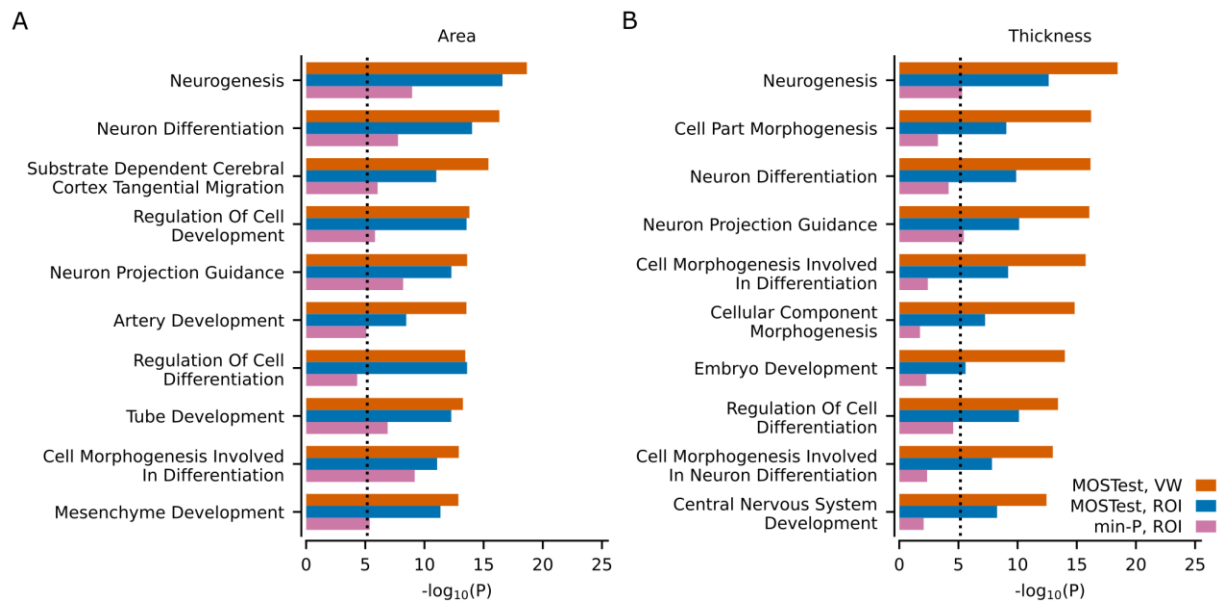 A
Area
Neurogenesis
Neuron Differentiation
Substrate Dependent Cerebral
Cortex Tangential Migration
Regulation Of Cell
Development
Neuron Projection Guidance
Artery Development
Regulation Of Cell
Differentiation
Tube Development
Cell Morphogenesis Involved
In Differentiation
Mesenchyme Development
0 5 10 15 20 25
-log10(P)
B
Thickness
Neurogenesis
Cell Part Morphogenesis
Neuron Differentiation
Neuron Projection Guidance
Cell Morphogenesis Involved
In Differentiation
Cellular Component
Morphogenesis
Embryo Development
Regulation Of Cell
Differentiation
Cell Morphogenesis Involved
In Neuron Differentiation
Central Nervous System
Development
0 5 10 15 20 25
-log10(P)
MOSTest, VW
MOSTest, ROI
min-P, ROI